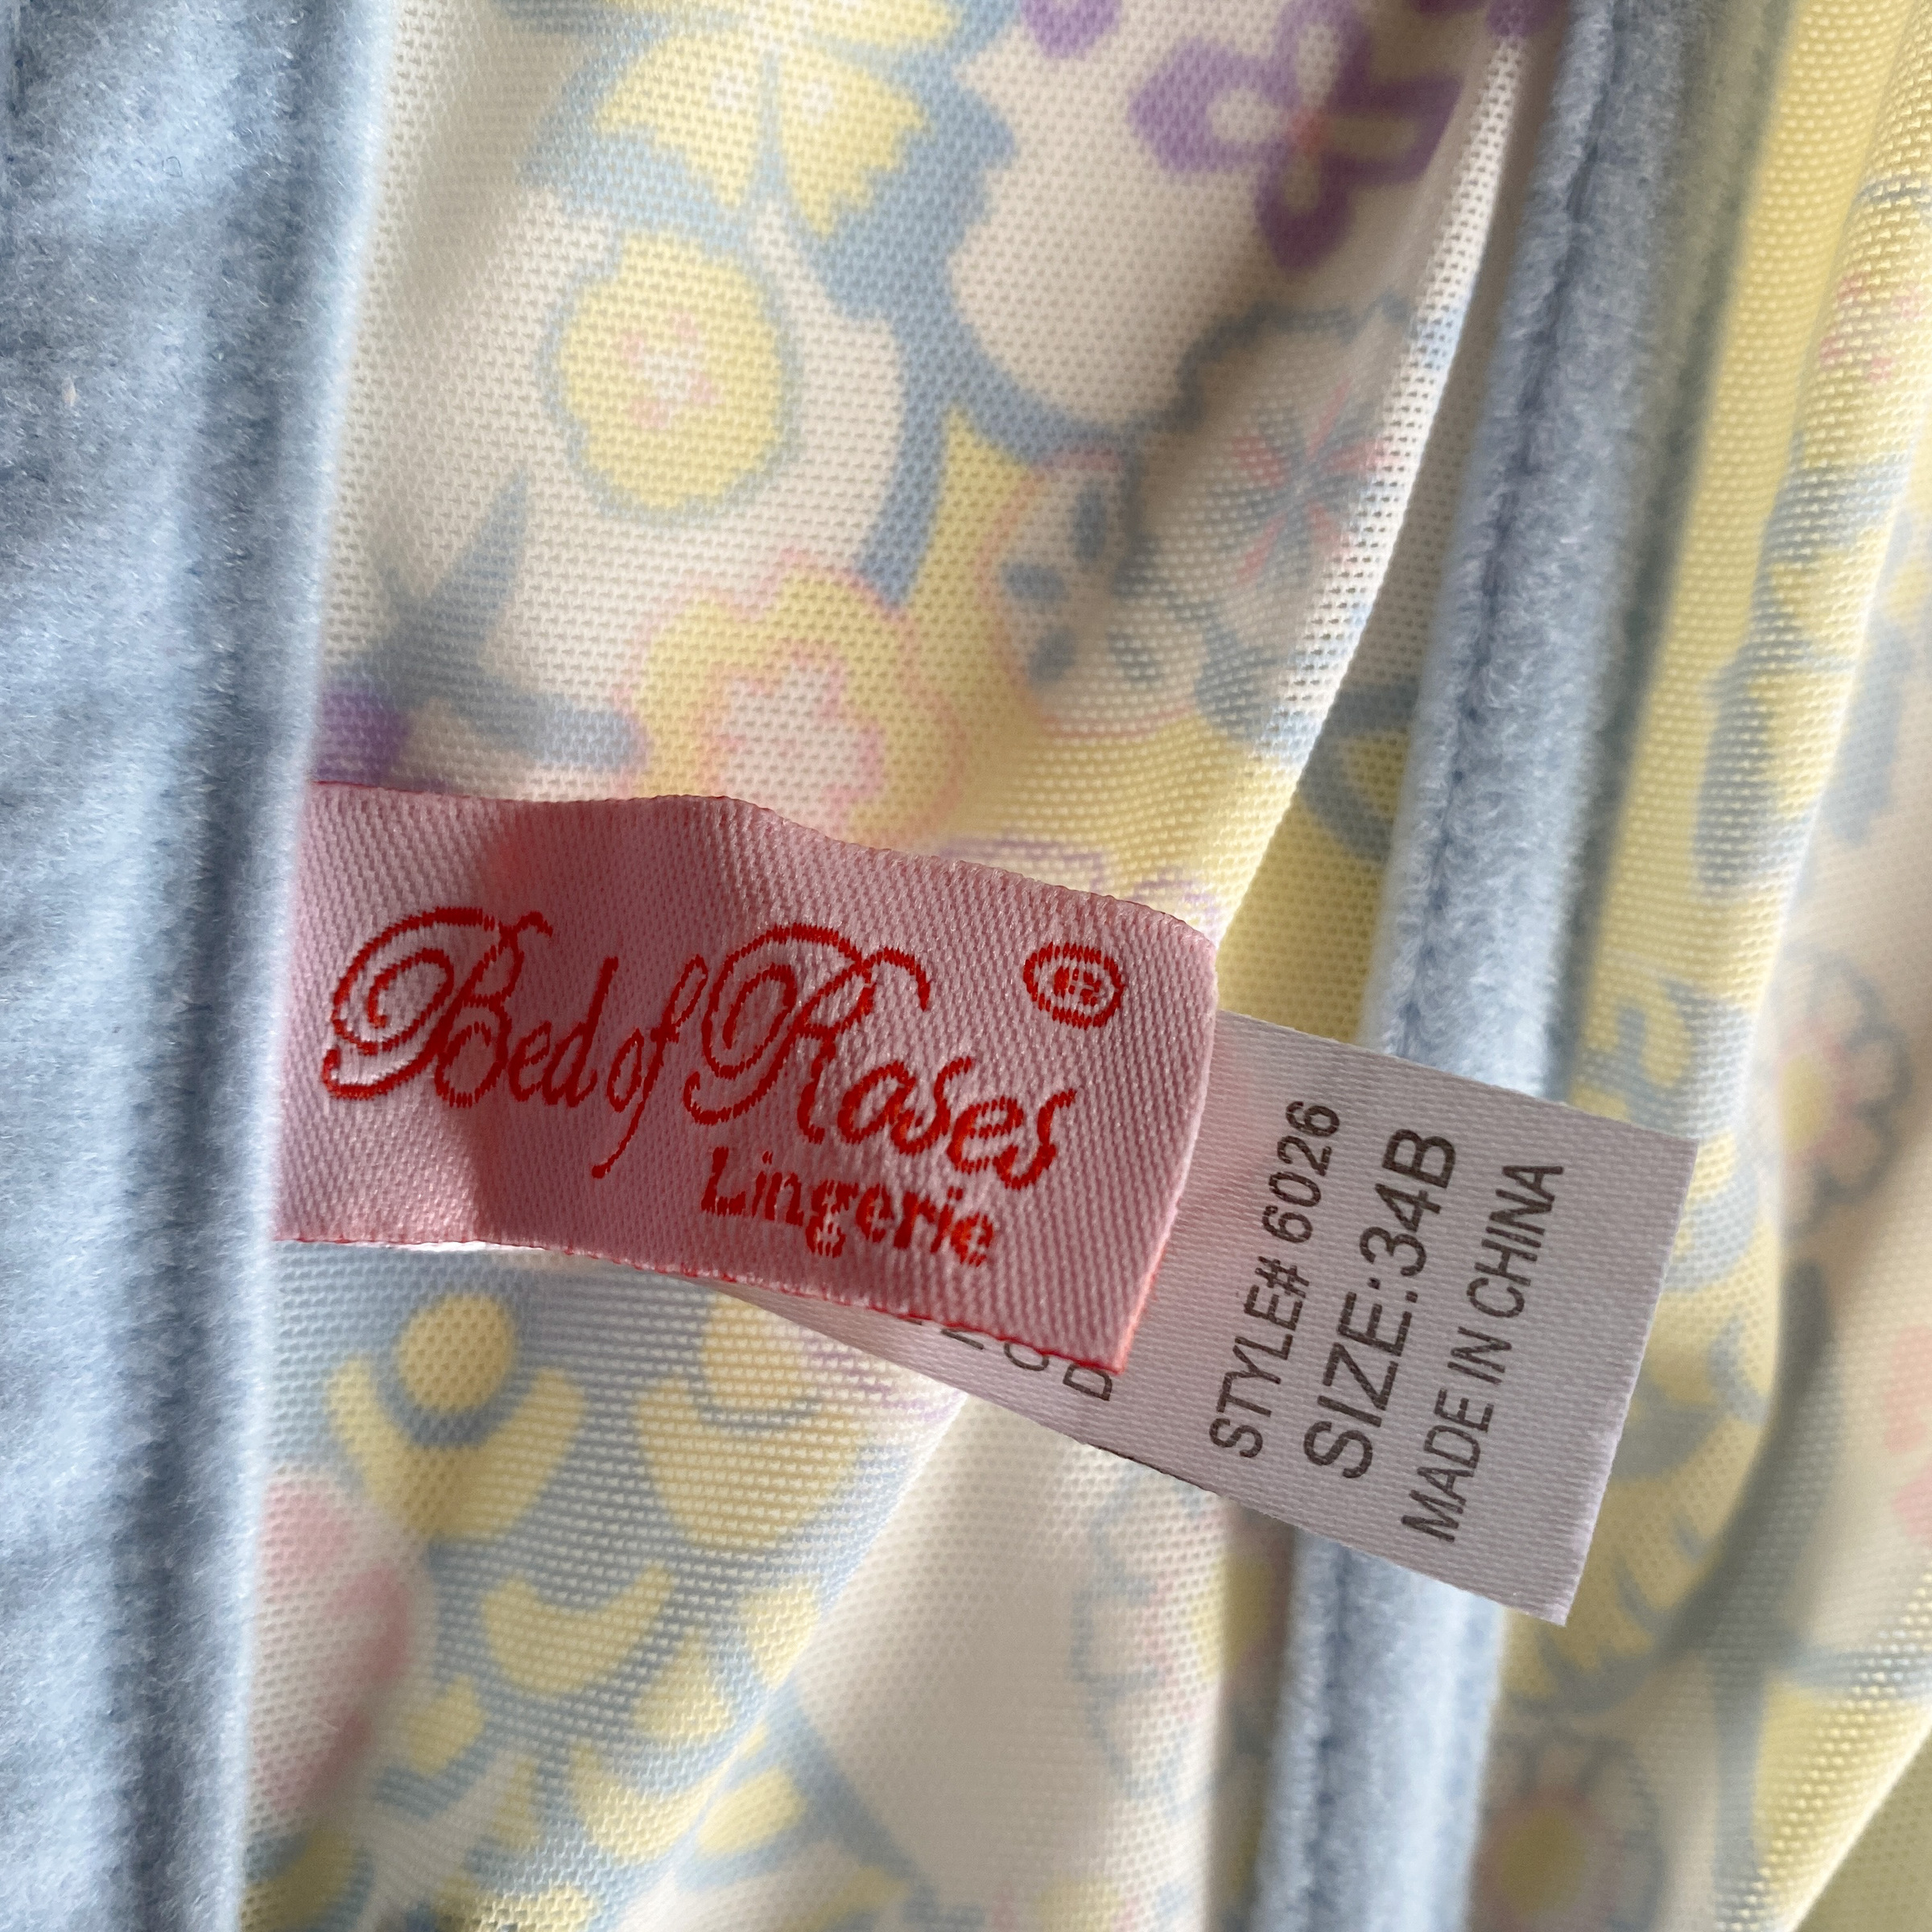 Bed of Roses ®
Lingerie
STYLE# 6026
SIZE:34B
MADE IN CHINA